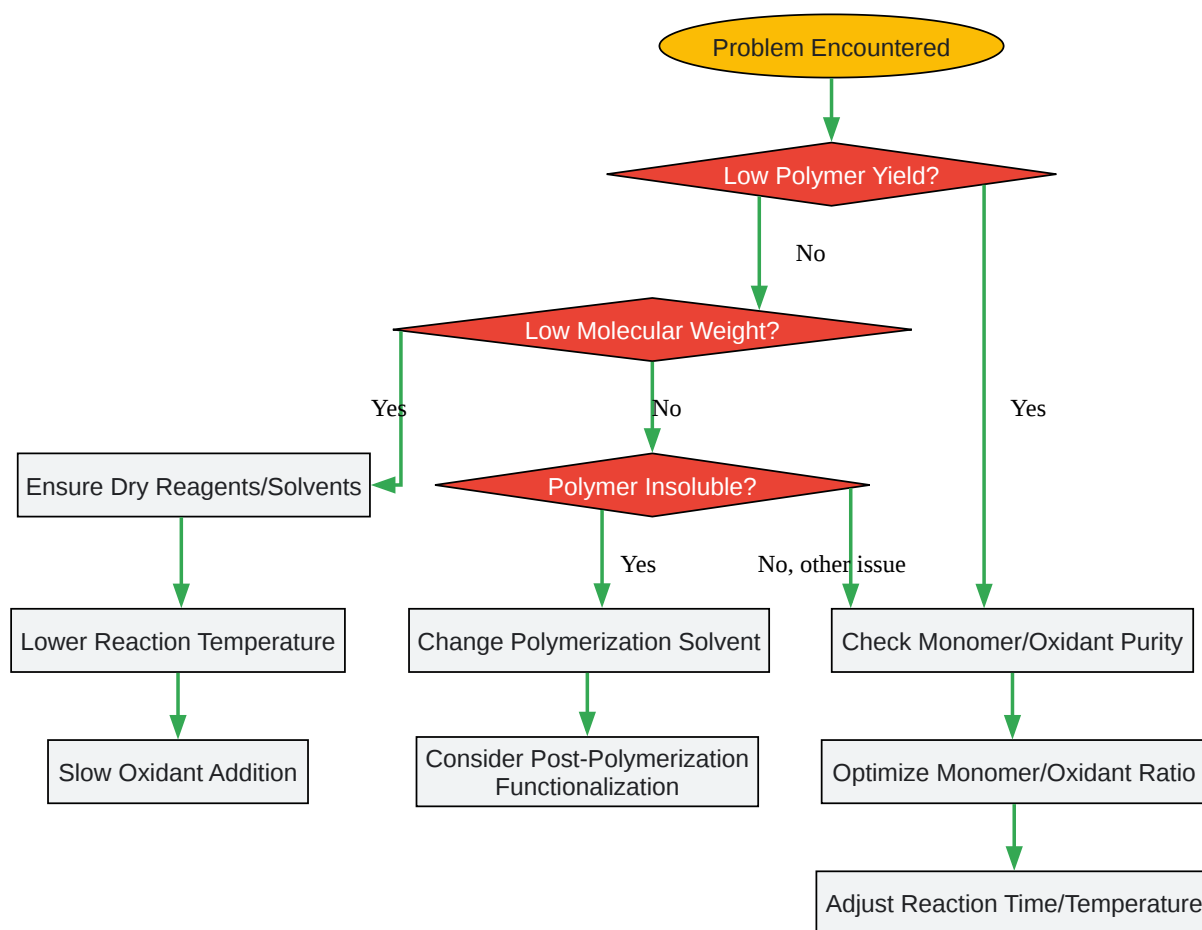 Problem Encountered
Low Polymer Yield?
No
Low Molecular Weight?
Yes
No
Yes
Ensure Dry Reagents/Solvents
Polymer Insoluble?
Yes
No, other issue
Lower Reaction Temperature
Change Polymerization Solvent
Check Monomer/Oxidant Purity
Slow Oxidant Addition
Consider Post-Polymerization
Functionalization
Optimize Monomer/Oxidant Ratio
Adjust Reaction Time/Temperature